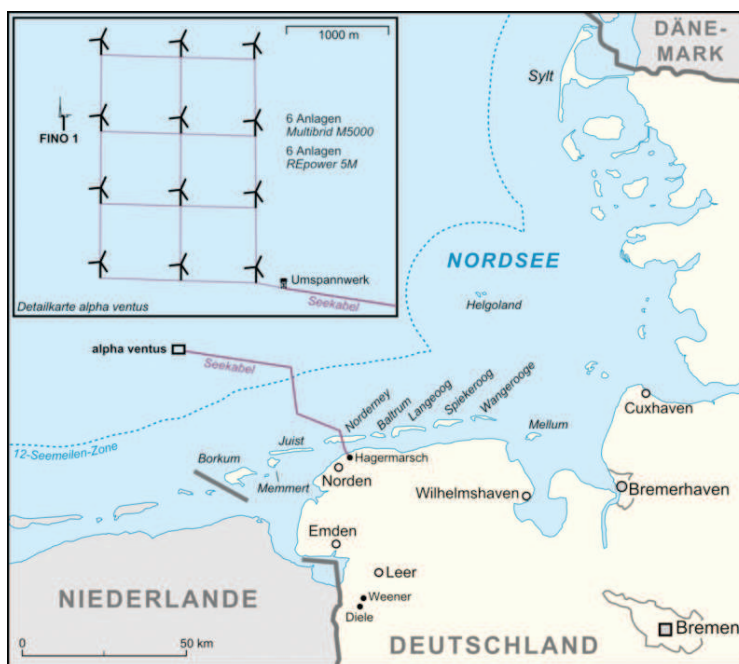 1000 m
DÄNE-
MARK
Sylt
FINO 1
6 Anlagen
Multibrid M5000
6 Anlagen
REpower 5M
NORDSEE
Umspannwerk
Seekabel
Detailkarte alpha ventus
Helgoland
alpha ventus
Seekabel
Norderney
Baltrum
Langeoog
Spiekeroog
Wangerooge
Cuxhaven
Mellum
12-Seemeilen-Zone
Juist
Borkum
Hagermarsch
Memmert
Norden
Wilhelmshaven
Bremerhaven
Emden
Leer
NIEDERLANDE
Weener
Diele
0
50 km
DEUTSCHLAND
Bremen